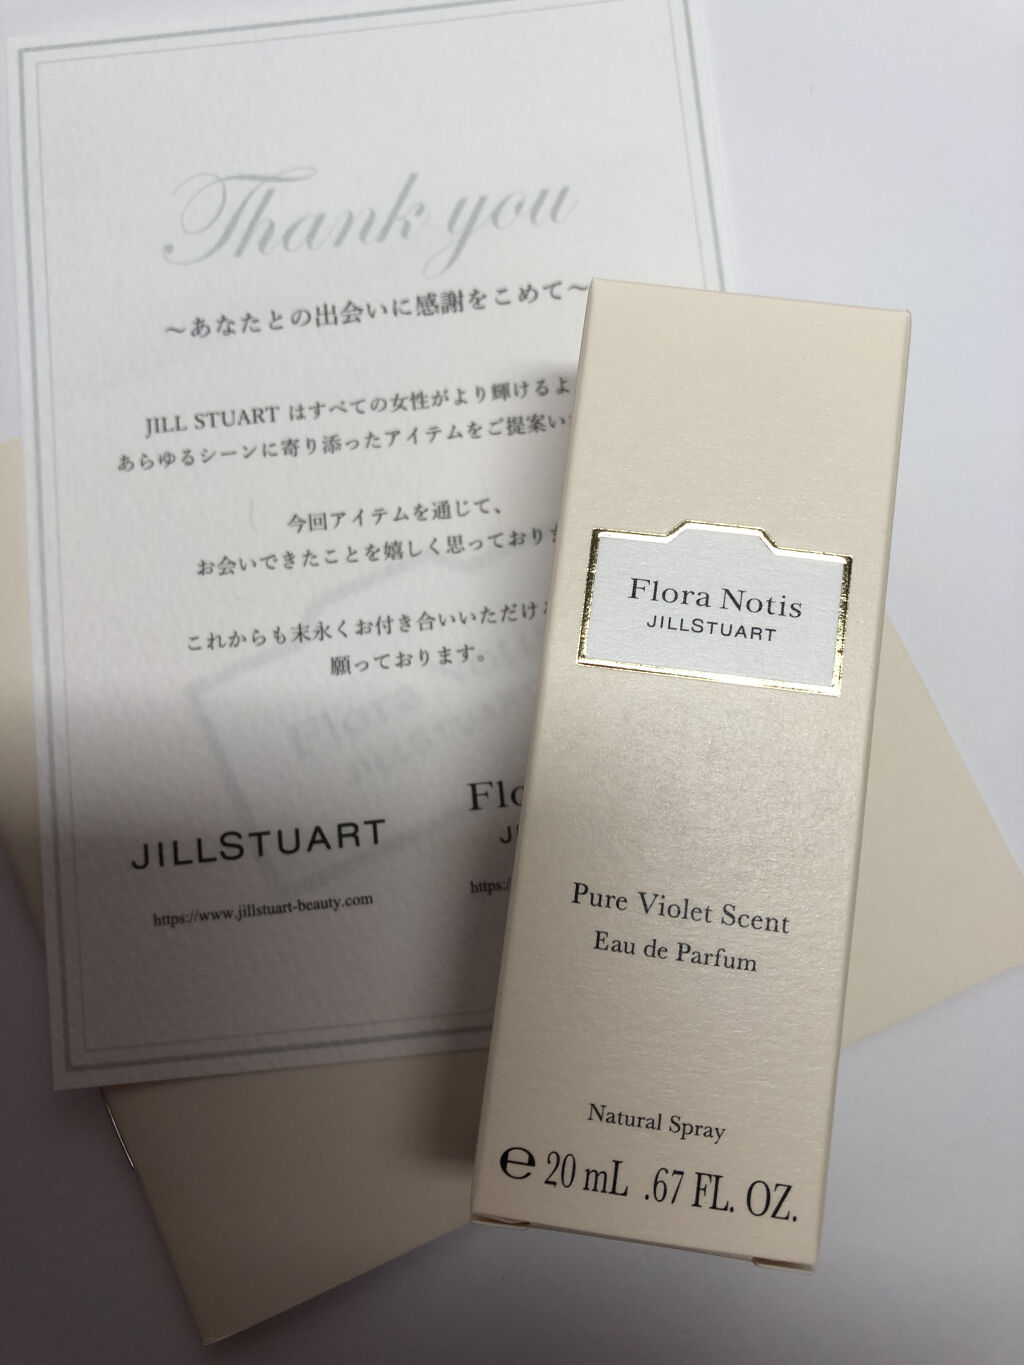 Thank you
～あなたとの出会いに感謝をこめて～
JILL STUART はすべての女性がより輝けるよ
あらゆるシーンに寄り添ったアイテムをご提案い
今回アイテムを通じて、
お会いできたことを嬉しく思っており
これからも末永くお付き合いいただけ
願っております。
JILLSTUART
https://www.jillstuart-beauty.com
Flo
JI
https:/
Flora Notis
JILLSTUART
Pure Violet Scent
Eau de Parfum
Natural Spray
℮ 20 mL .67 FL. OZ.